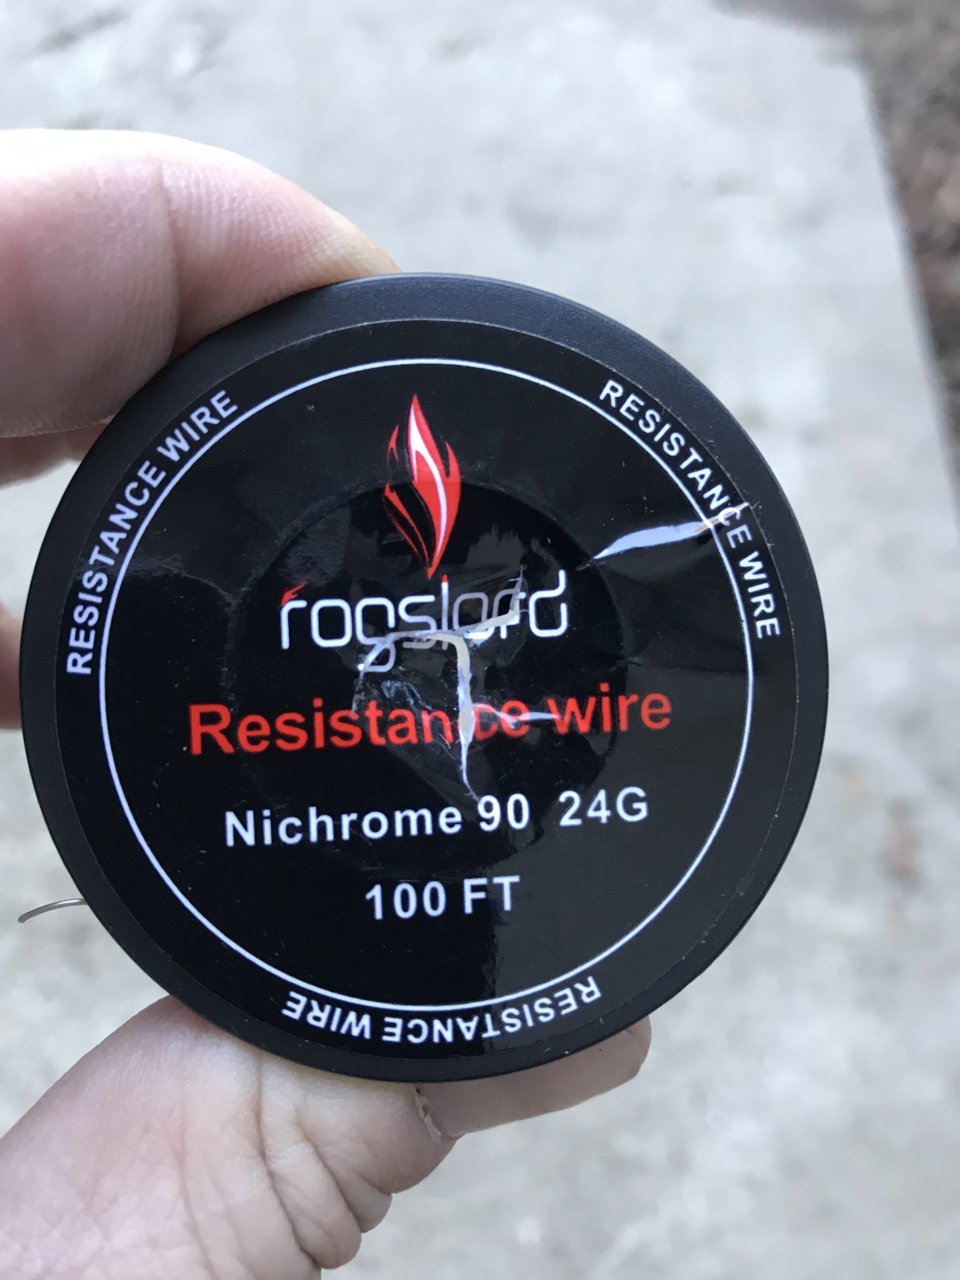 RESISTANCE WIRE
RESISTANCE WIRE
rogslord
Resistance wire
Nichrome 90 24G
100 FT
RESISTANCE WIRE